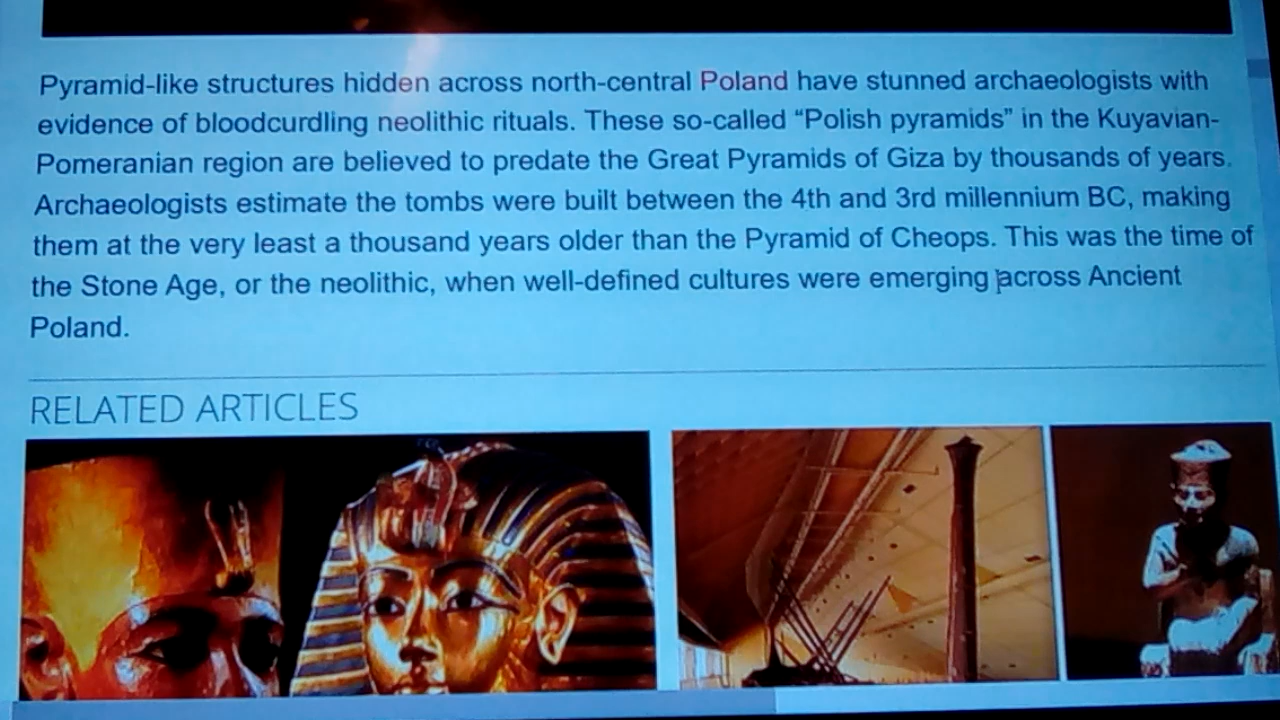 Pyramid-like structures hidden across north-central Poland have stunned archaeologists with
evidence of bloodcurdling neolithic rituals. These so-called “Polish pyramids” in the Kuyavian-
Pomeranian region are believed to predate the Great Pyramids of Giza by thousands of years.
Archaeologists estimate the tombs were built between the 4th and 3rd millennium BC, making
them at the very least a thousand years older than the Pyramid of Cheops. This was the time of
the Stone Age, or the neolithic, when well-defined cultures were emerging across Ancient
Poland.
RELATED ARTICLES